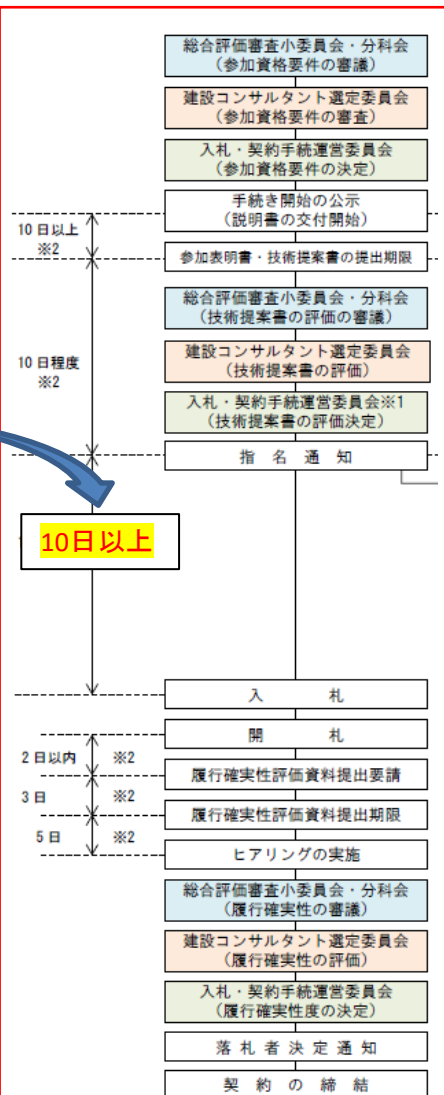 総合評価審査小委員会・分科会
（参加資格要件の審議）
建設コンサルタント選定委員会
（参加資格要件の審査）
入札・契約手続運営委員会
（参加資格要件の決定）
手続き開始の公示
（説明書の交付開始）
10日以上
※2
参加表明書・技術提案書の提出期限
総合評価審査小委員会・分科会
（技術提案書の評価の審議）
建設コンサルタント選定委員会
（技術提案書の評価）
10日程度
※2
入札・契約手続運営委員会※1
（技術提案書の評価決定）
指名通知
10日以上
入札
開札
2日以内 ※2
履行確実性評価資料提出要請
3日 ※2
履行確実性評価資料提出期限
5日 ※2
ヒアリングの実施
総合評価審査小委員会・分科会
（履行確実性の審議）
建設コンサルタント選定委員会
（履行確実性の評価）
入札・契約手続運営委員会
（履行確実性度の決定）
落札者決定通知
契約の締結